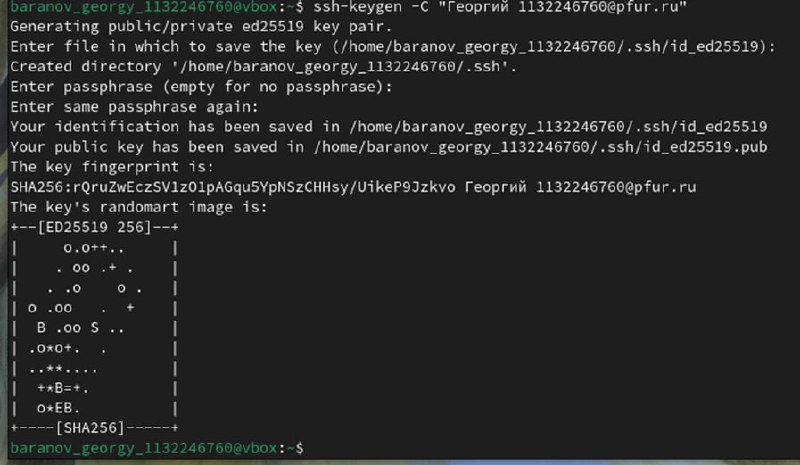 baranov_georgy_1132246760@vbox:~$ ssh-keygen -C "Георгий 1132246760@pfur.ru"
Generating public/private ed25519 key pair.
Enter file in which to save the key (/home/baranov_georgy_1132246760/.ssh/id_ed25519):
Created directory '/home/baranov_georgy_1132246760/.ssh'.
Enter passphrase (empty for no passphrase):
Enter same passphrase again:
Your identification has been saved in /home/baranov_georgy_1132246760/.ssh/id_ed25519
Your public key has been saved in /home/baranov_georgy_1132246760/.ssh/id_ed25519.pub
The key fingerprint is:
SHA256:rQruZwEczSV1zO1pAGqu5YpNSzCHHsy/UikeP9Jzkvo Георгий 1132246760@pfur.ru
The key's randomart image is:
+--[ED25519 256]--+
|     o.o++..     |
|    . oo .+ .    |
|   . .o    o .   |
| o .oo   .  +    |
|  B .oo S ..     |
| .o*o+.  .       |
| ..**....        |
|  +*B=+.         |
|  o*EB.          |
+----[SHA256]-----+
baranov_georgy_1132246760@vbox:~$